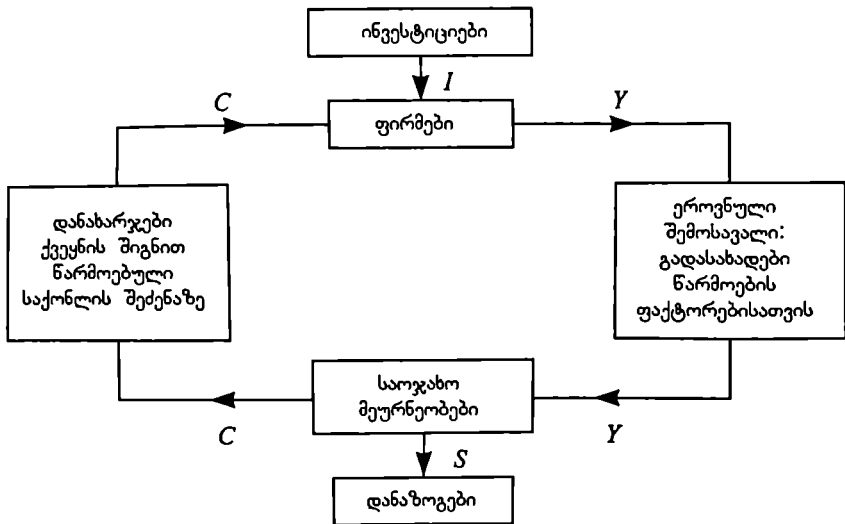 ინვესტიციები
I
C
Y
ფირმები
დანახარჯები
ქვეყნის შიგნით
წარმოებული
საქონლის შეძენაზე
ეროვნული
შემოსავალი:
გადასახადები
წარმოების
ფაქტორებისათვის
საოჯახო
მეურნეობები
C
Y
S
დანაზოგები